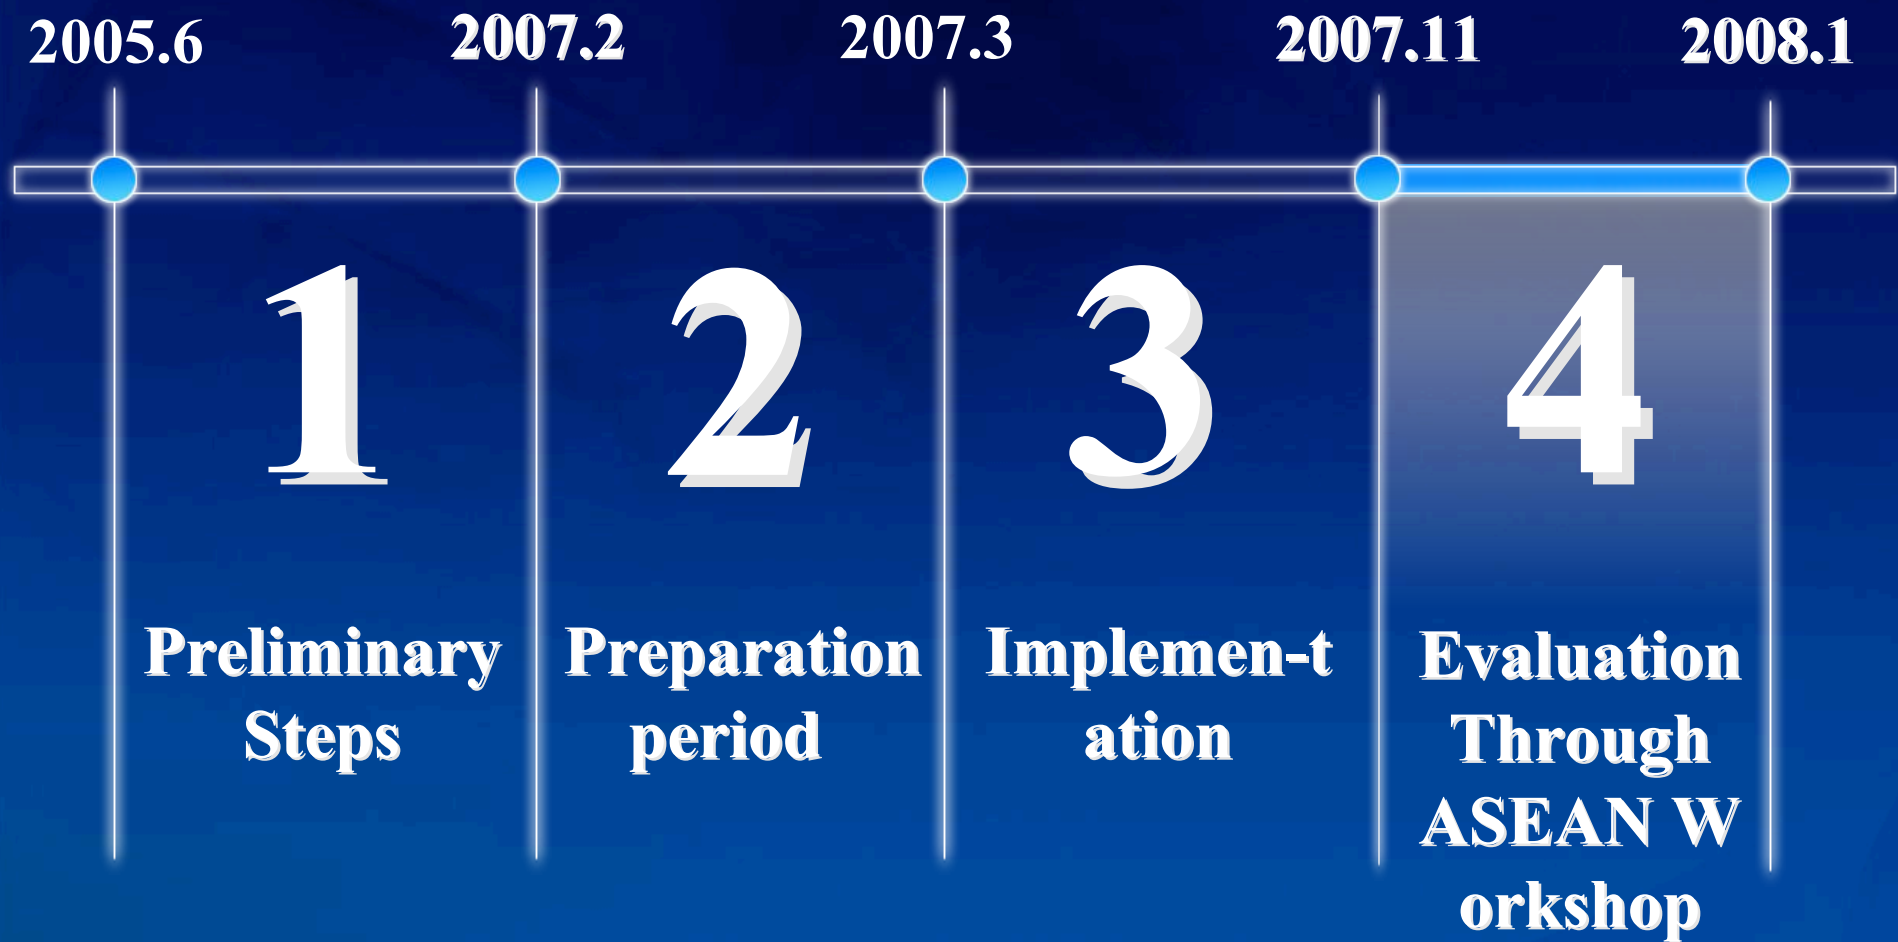 2005.6
2007.2
2007.3
2007.11
2008.1
1
2
3
4
Preliminary
Steps
Preparation
period
Implemen-t
ation
Evaluation
Through
ASEAN W
orkshop